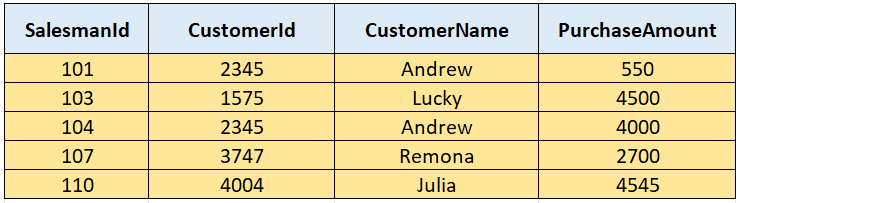 SalesmanId CustomerId CustomerName PurchaseAmount
101 2345 Andrew 550
103 1575 Lucky 4500
104 2345 Andrew 4000
107 3747 Remona 2700
110 4004 Julia 4545